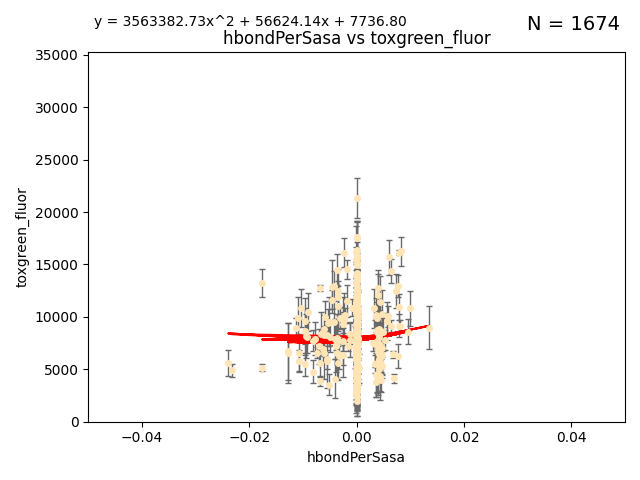 y = 3563382.73x^2 + 56624.14x + 7736.80
N = 1674
hbondPerSasa vs toxgreen_fluor
35000
30000
25000
20000
15000
10000
5000
0
toxgreen_fluor
−0.04
−0.02
0.00
0.02
0.04
hbondPerSasa